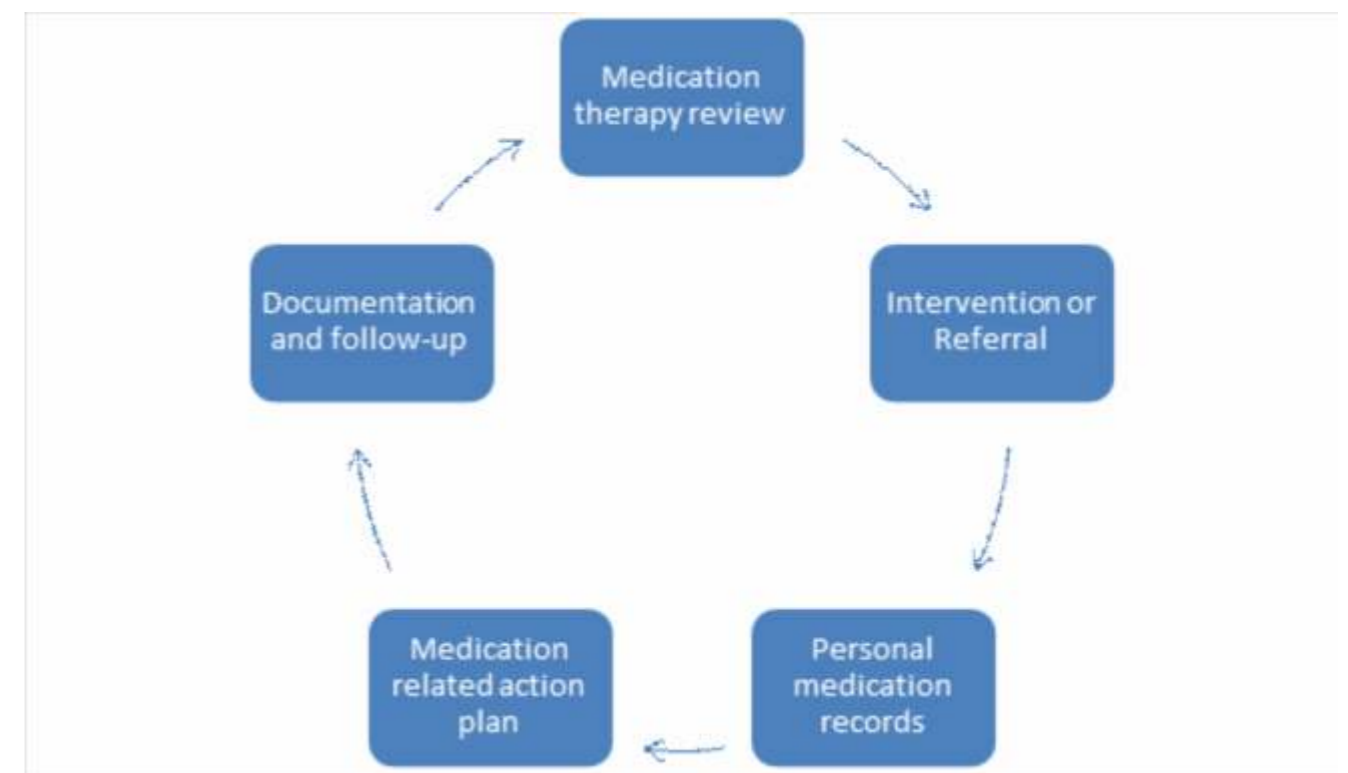 Medication
therapy review
Intervention or
Referral
Personal
medication
records
Medication
related action
plan
Documentation
and follow-up